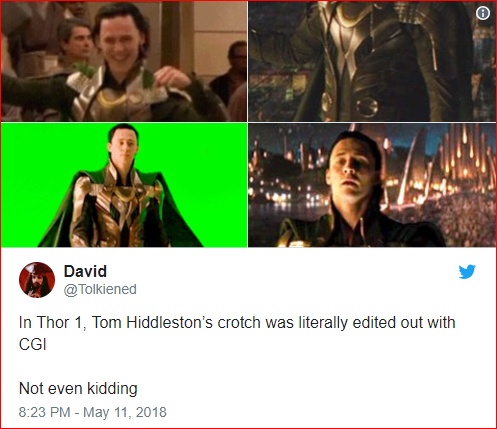 David
@Tolkiened
In Thor 1, Tom Hiddleston's crotch was literally edited out with
CGI
Not even kidding
8:23 PM - May 11, 2018